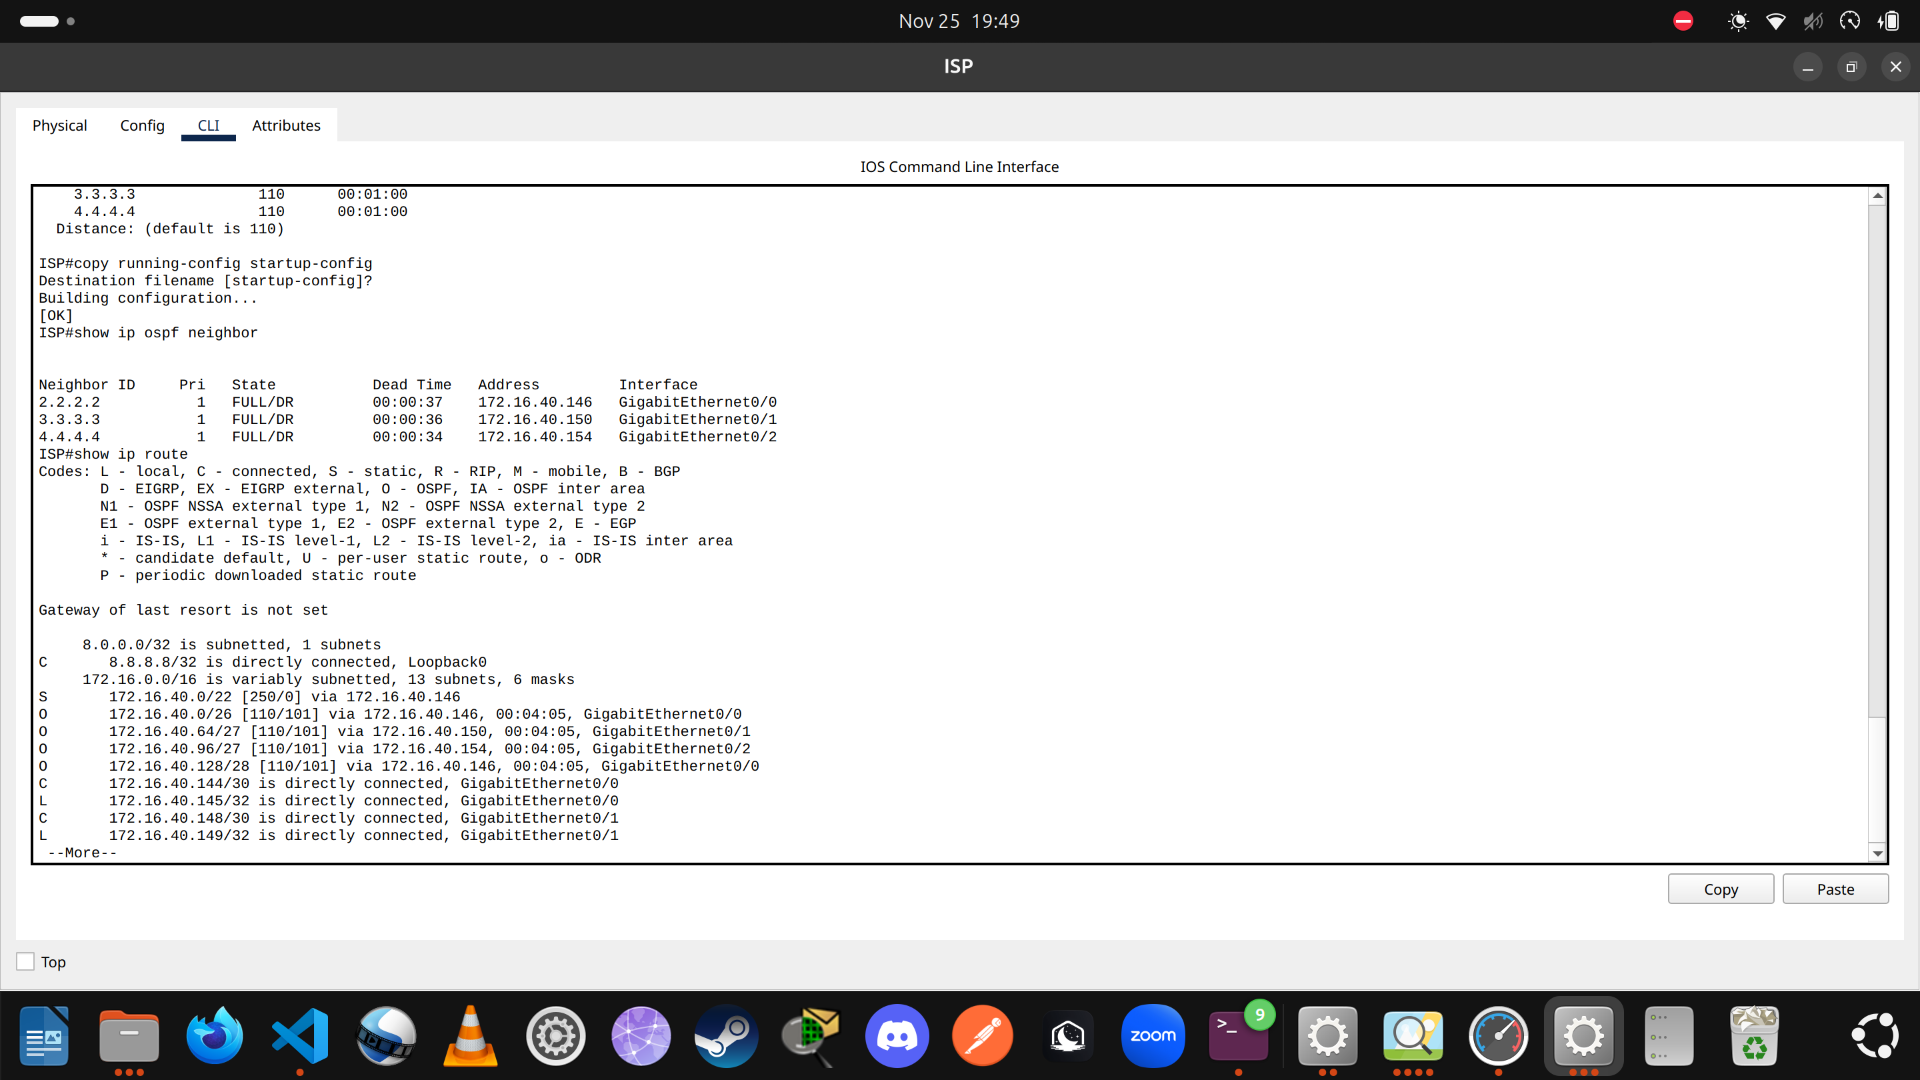 Nov 25 19:49
ISP
Physical Config CLI Attributes
IOS Command Line Interface
3.3.3.3 110 00:01:00
4.4.4.4 110 00:01:00
Distance: (default is 110)
ISP#copy running-config startup-config
Destination filename [startup-config]?
Building configuration...
[OK]
ISP#show ip ospf neighbor
Neighbor ID Pri State Dead Time Address Interface
2.2.2.2 1 FULL/DR 00:00:37 172.16.40.146 GigabitEthernet0/0
3.3.3.3 1 FULL/DR 00:00:36 172.16.40.150 GigabitEthernet0/1
4.4.4.4 1 FULL/DR 00:00:34 172.16.40.154 GigabitEthernet0/2
ISP#show ip route
Codes: L - local, C - connected, S - static, R - RIP, M - mobile, B - BGP
D - EIGRP, EX - EIGRP external, O - OSPF, IA - OSPF inter area
N1 - OSPF NSSA external type 1, N2 - OSPF NSSA external type 2
E1 - OSPF external type 1, E2 - OSPF external type 2, E - EGP
i - IS-IS, L1 - IS-IS level-1, L2 - IS-IS level-2, ia - IS-IS inter area
* - candidate default, U - per-user static route, o - ODR
P - periodic downloaded static route
Gateway of last resort is not set
8.0.0.0/32 is subnetted, 1 subnets
C 8.8.8.8/32 is directly connected, Loopback0
172.16.0.0/16 is variably subnetted, 13 subnets, 6 masks
S 172.16.40.0/22 [250/0] via 172.16.40.146
O 172.16.40.0/26 [110/101] via 172.16.40.146, 00:04:05, GigabitEthernet0/0
O 172.16.40.64/27 [110/101] via 172.16.40.150, 00:04:05, GigabitEthernet0/1
O 172.16.40.96/27 [110/101] via 172.16.40.154, 00:04:05, GigabitEthernet0/2
O 172.16.40.128/28 [110/101] via 172.16.40.146, 00:04:05, GigabitEthernet0/0
C 172.16.40.144/30 is directly connected, GigabitEthernet0/0
L 172.16.40.145/32 is directly connected, GigabitEthernet0/0
C 172.16.40.148/30 is directly connected, GigabitEthernet0/1
L 172.16.40.149/32 is directly connected, GigabitEthernet0/1
--More--
Copy Paste
Top
zoom
>_
9